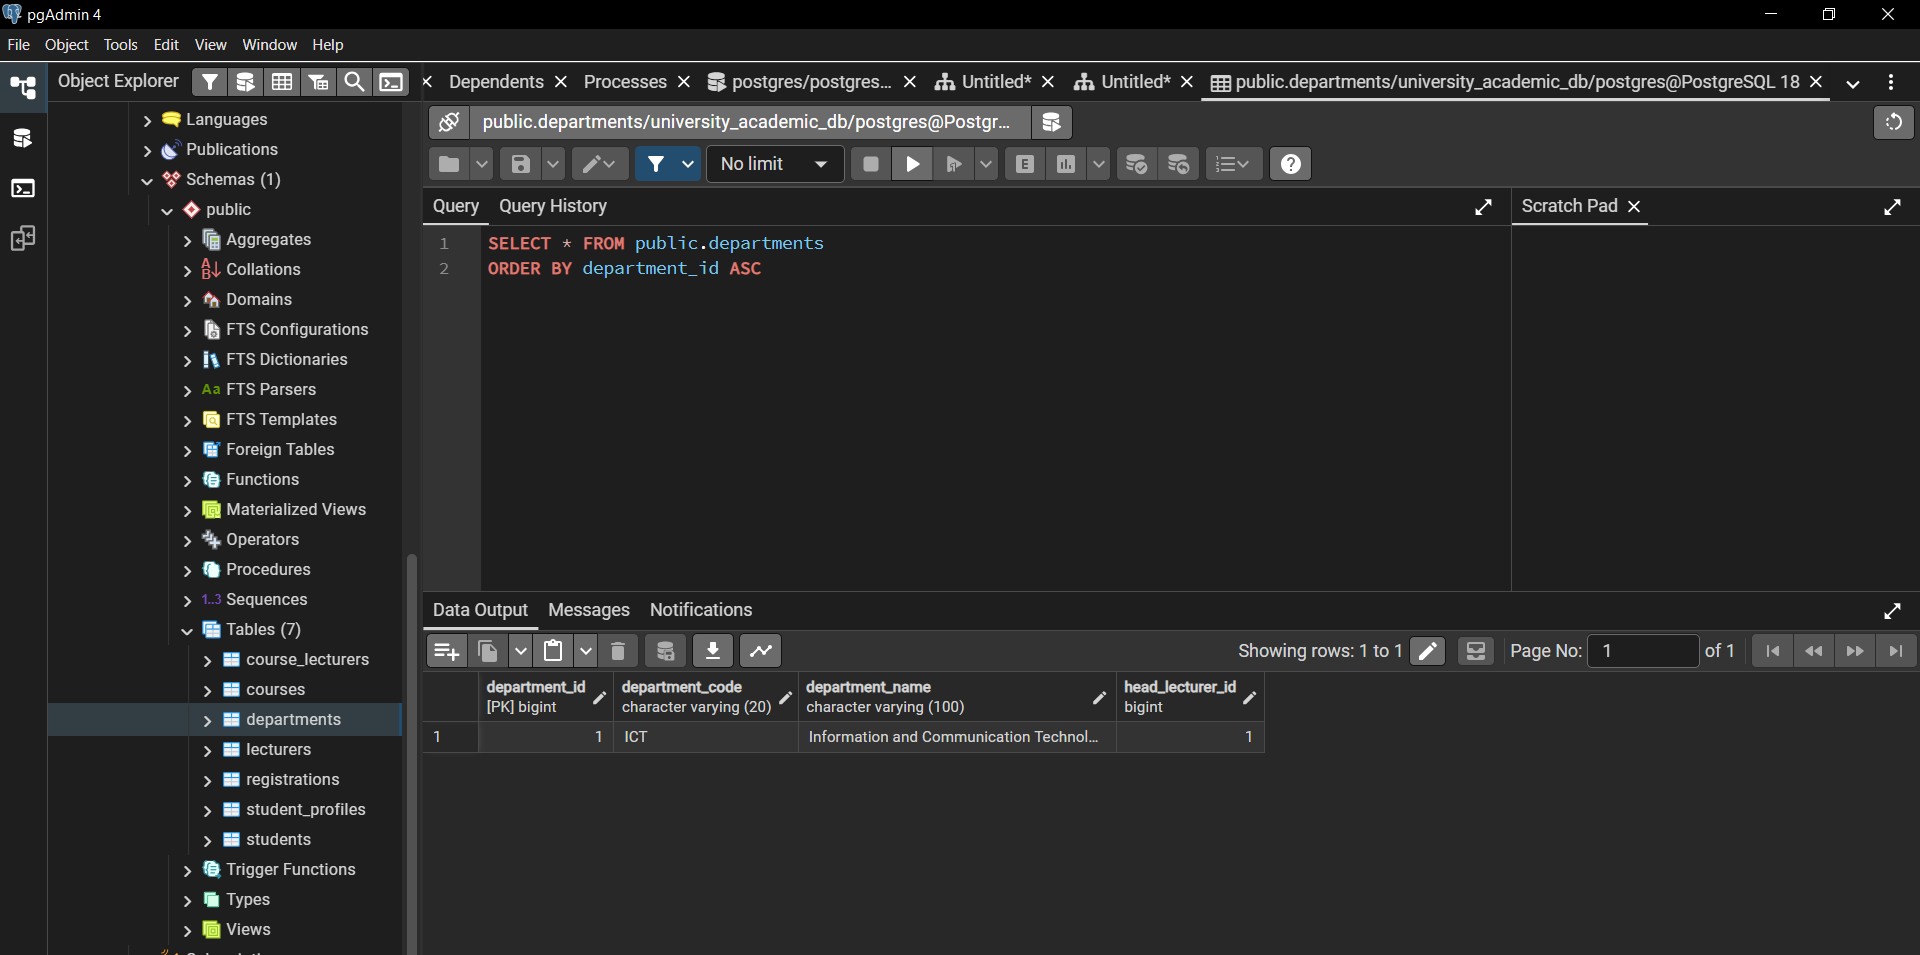 pgAdmin 4
File Object Tools Edit View Window Help
Object Explorer
Dependents Processes postgres/postgres... Untitled* Untitled* public.departments/university_academic_db/postgres@PostgreSQL 18
public.departments/university_academic_db/postgres@Postgr...
No limit
E
Query Query History
Scratch Pad
1 SELECT * FROM public.departments
2 ORDER BY department_id ASC
Languages
Publications
Schemas (1)
public
Aggregates
Collations
Domains
FTS Configurations
FTS Dictionaries
Aa FTS Parsers
FTS Templates
Foreign Tables
Functions
Materialized Views
Operators
Procedures
1..3 Sequences
Tables (7)
course_lecturers
courses
departments
lecturers
registrations
student_profiles
students
Trigger Functions
Types
Views
Data Output Messages Notifications
Showing rows: 1 to 1 Page No: 1 of 1
department_id department_code department_name head_lecturer_id
[PK] bigint character varying (20) character varying (100) bigint
1 1 ICT Information and Communication Technol... 1